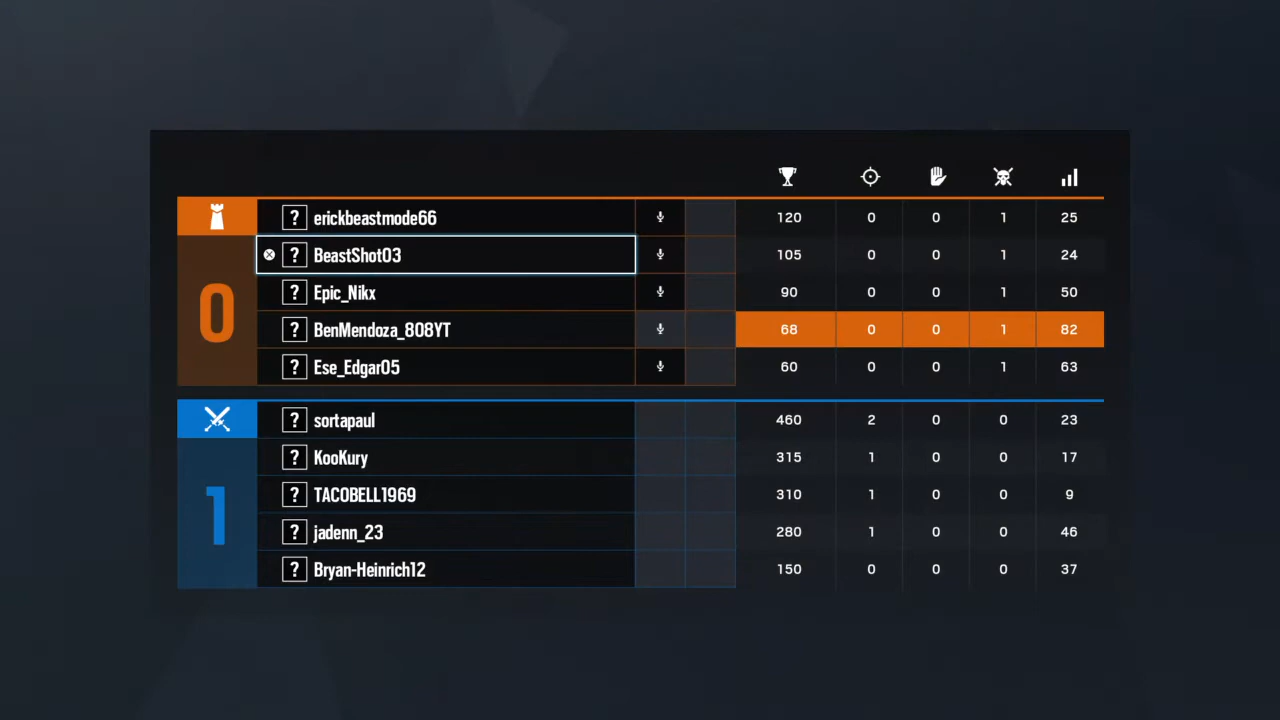 ? erickbeastmode66 120 0 0 1 25
? BeastShot03 105 0 0 1 24
? Epic_Nikx 90 0 0 1 50
? BenMendoza_808YT 68 0 0 1 82
? Ese_Edgar05 60 0 0 1 63
0
? sortapaul 460 2 0 0 23
? KooKury 315 1 0 0 17
? TACOBELL1969 310 1 0 0 9
? jadenn_23 280 1 0 0 46
? Bryan-Heinrich12 150 0 0 0 37
1